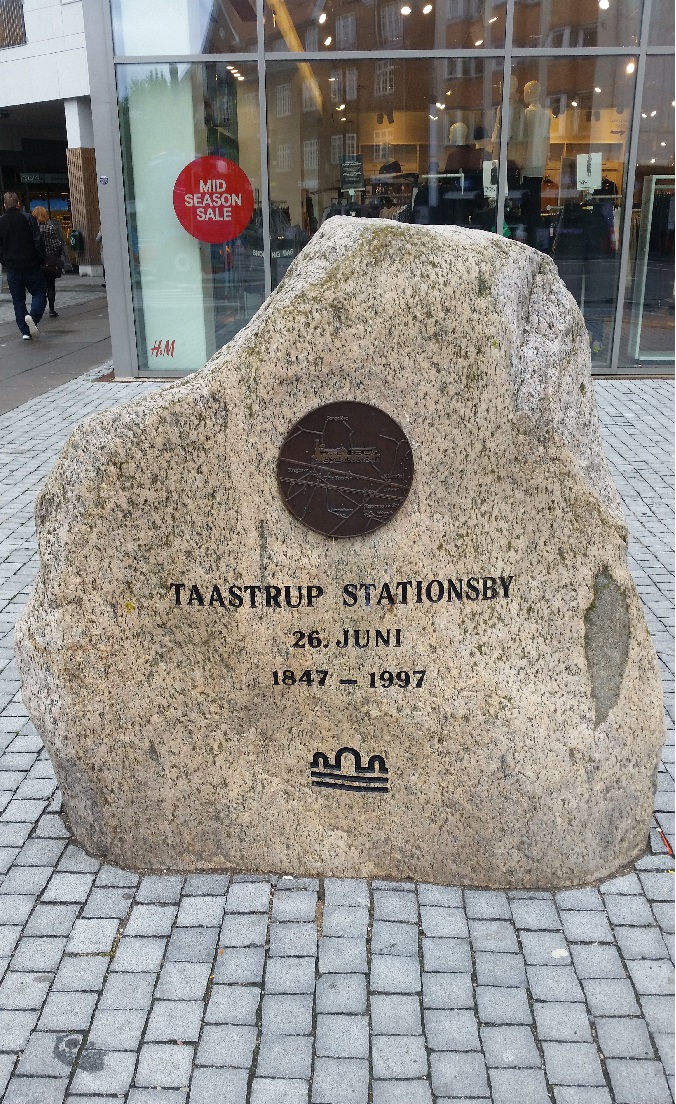 MID
SEASON
SALE
H&M
TAASTRUP STATIONSBY
26. JUNI
1847 – 1997